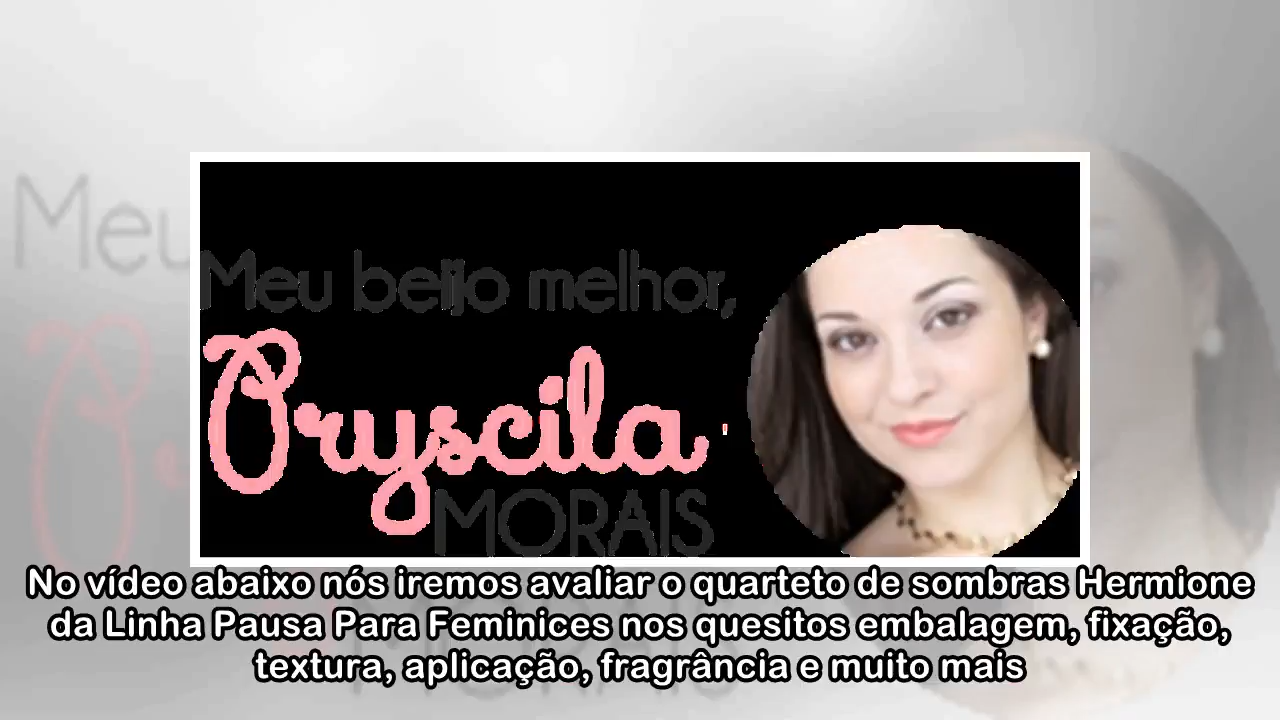 Meu beijo melhor,
Pryscila
MORAIS
No vídeo abaixo nós iremos avaliar o quarteto de sombras Hermione
da Linha Pausa Para Feminices nos quesitos embalagem, fixação,
textura, aplicação, fragrância e muito mais